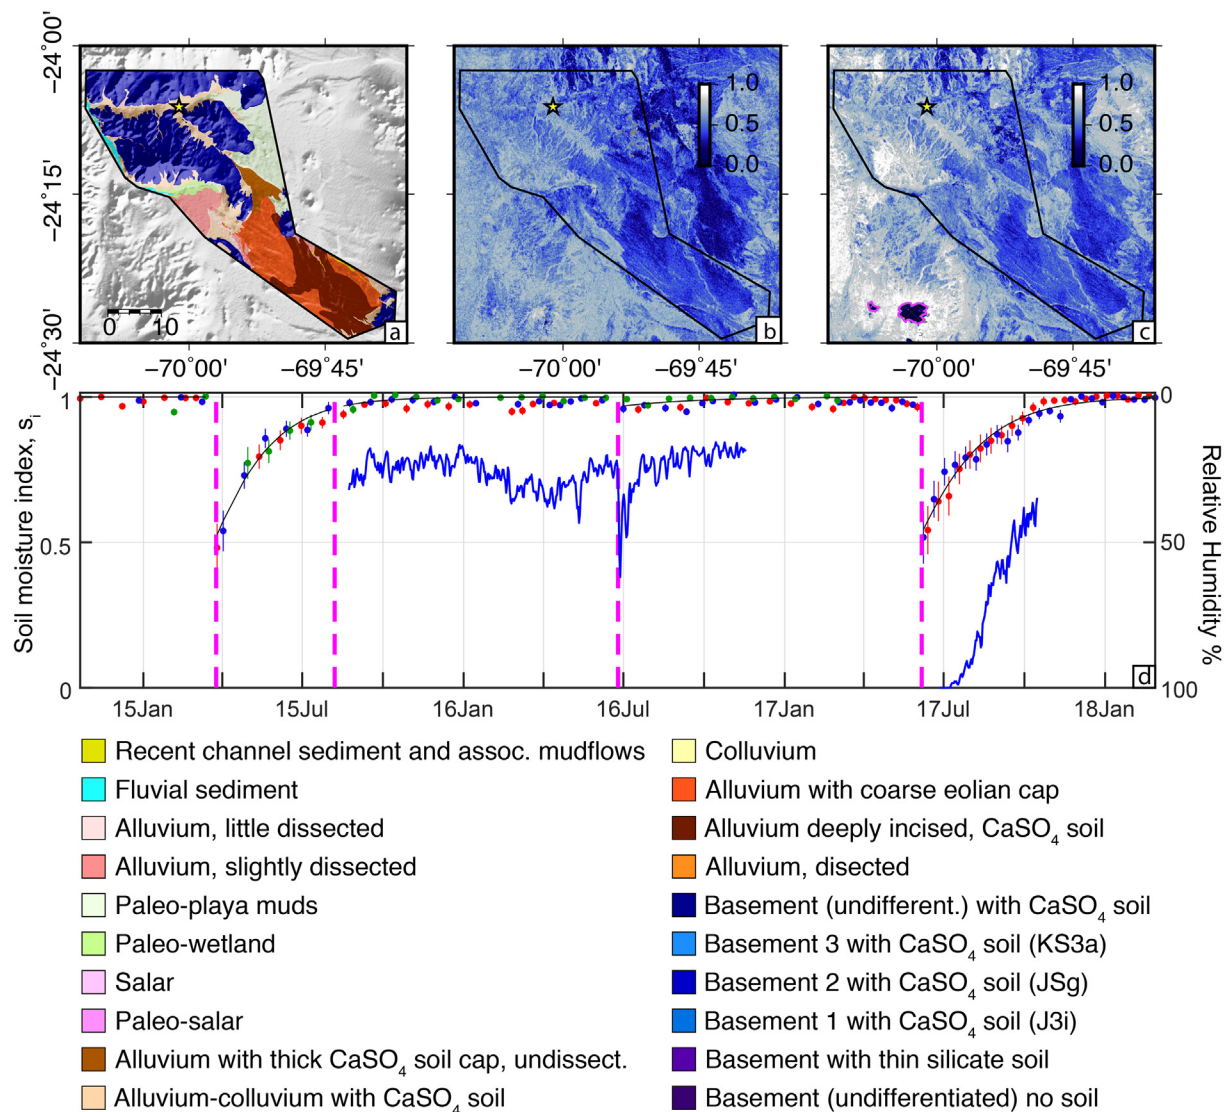 −24°00'
−24°15'
−24°30'
0 10
a
1.0
0.5
0.0
b
1.0
0.5
0.0
c
−70°00' −69°45' −70°00' −69°45' −70°00' −69°45'
Soil moisture index, si
1
0.5
0
0
50
100
Relative Humidity %
d
15Jan 15Jul 16Jan 16Jul 17Jan 17Jul 18Jan
Recent channel sediment and assoc. mudflows
Fluvial sediment
Alluvium, little dissected
Alluvium, slightly dissected
Paleo-playa muds
Paleo-wetland
Salar
Paleo-salar
Alluvium with thick CaSO4 soil cap, undissect.
Alluvium-colluvium with CaSO4 soil
Colluvium
Alluvium with coarse eolian cap
Alluvium deeply incised, CaSO4 soil
Alluvium, disected
Basement (undifferent.) with CaSO4 soil
Basement 3 with CaSO4 soil (KS3a)
Basement 2 with CaSO4 soil (JSg)
Basement 1 with CaSO4 soil (J3i)
Basement with thin silicate soil
Basement (undifferentiated) no soil